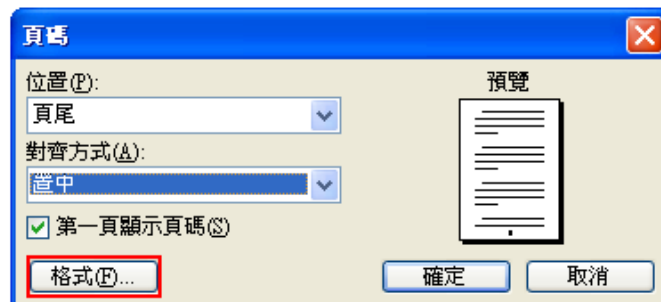 頁碼
位置(P):
頁尾
對齊方式(A):
置中
第一頁顯示頁碼(S)
格式(F)...
預覽
確定
取消